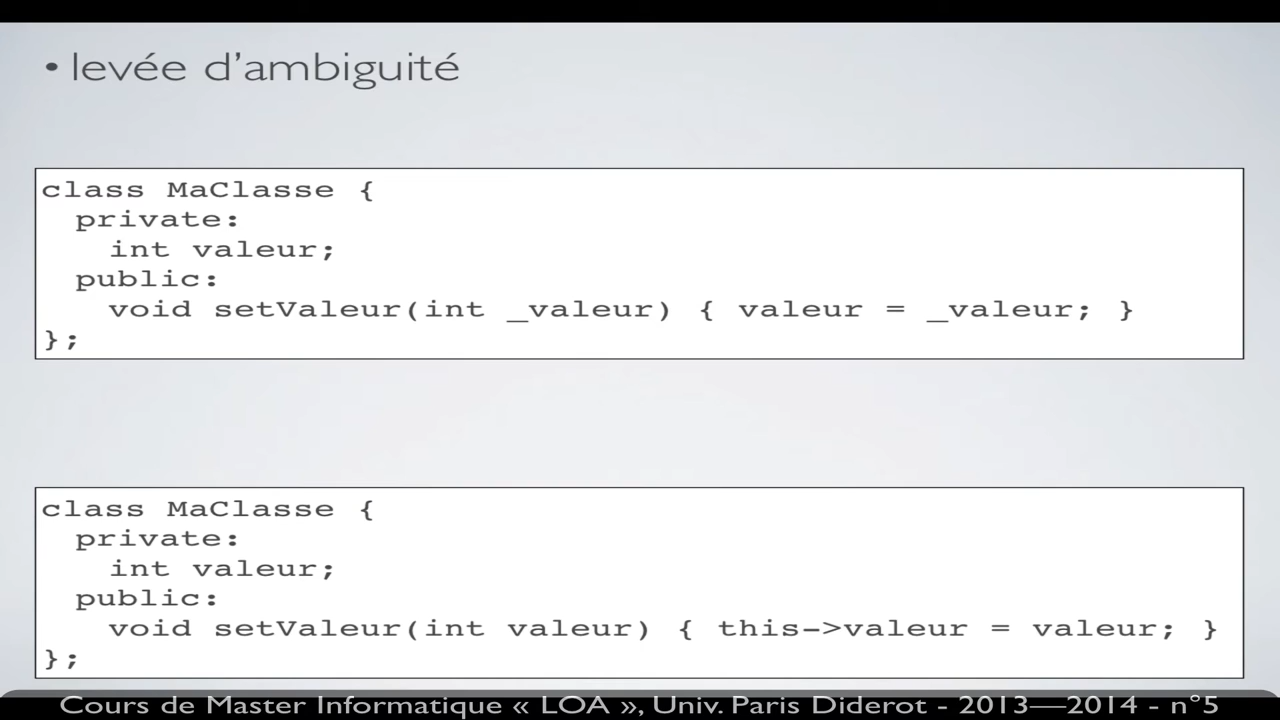 • levée d'ambiguité
class MaClasse {
  private:
    int valeur;
  public:
    void setValeur(int _valeur) { valeur = _valeur; }
};
class MaClasse {
  private:
    int valeur;
  public:
    void setValeur(int valeur) { this->valeur = valeur; }
};
Cours de Master Informatique « LOA », Univ. Paris Diderot - 2013—2014 - n°5